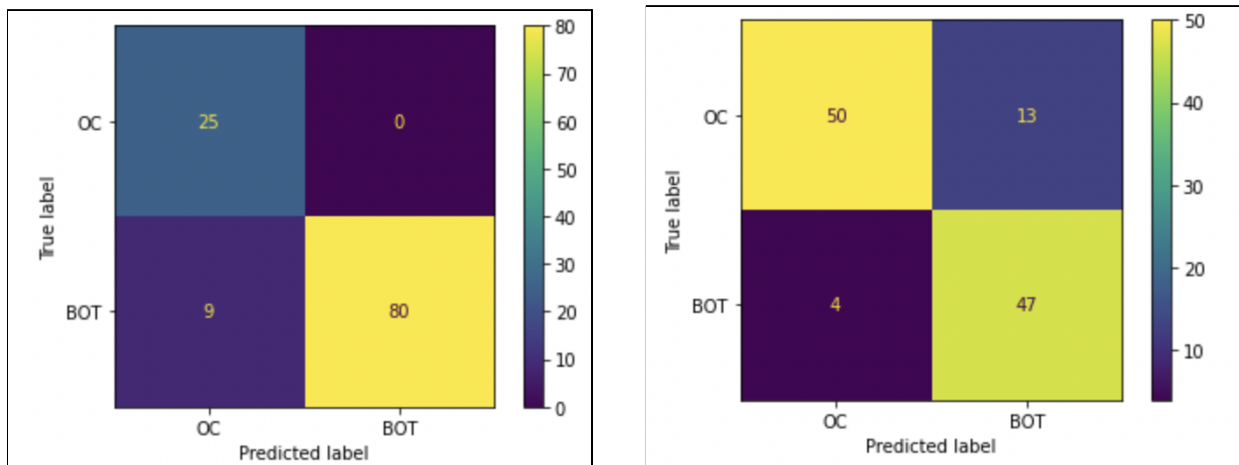 80
70
OC 25 0 60
50
True label
40
30
BOT 9 80 20
10
0
OC BOT
Predicted label
50
OC 50 13 40
30
True label
20
BOT 4 47
10
OC BOT
Predicted label